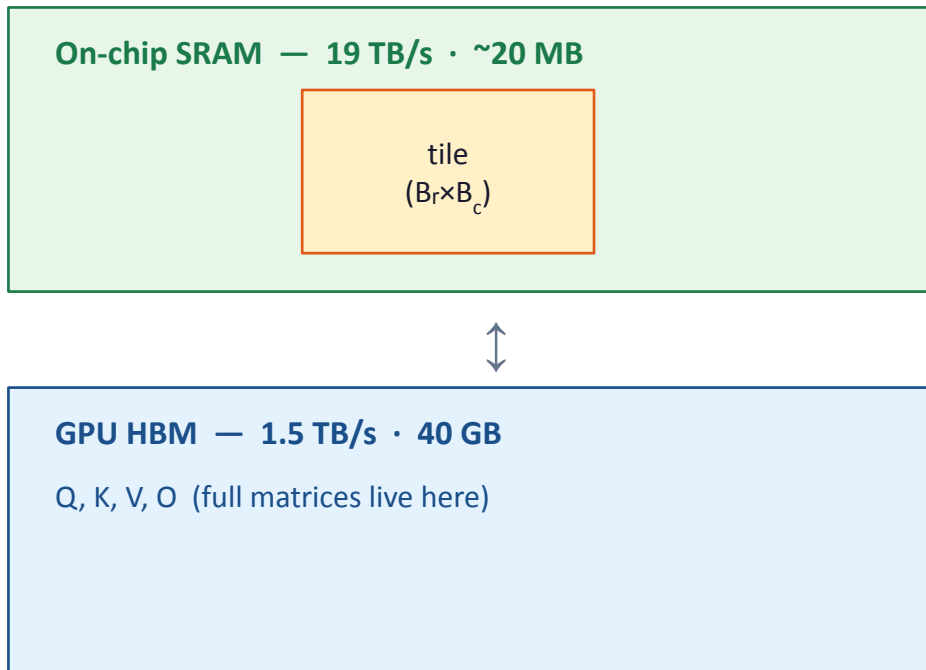 On-chip SRAM — 19 TB/s · ~20 MB
tile
(Bᵣ×B_c)
↕
GPU HBM — 1.5 TB/s · 40 GB
Q, K, V, O (full matrices live here)